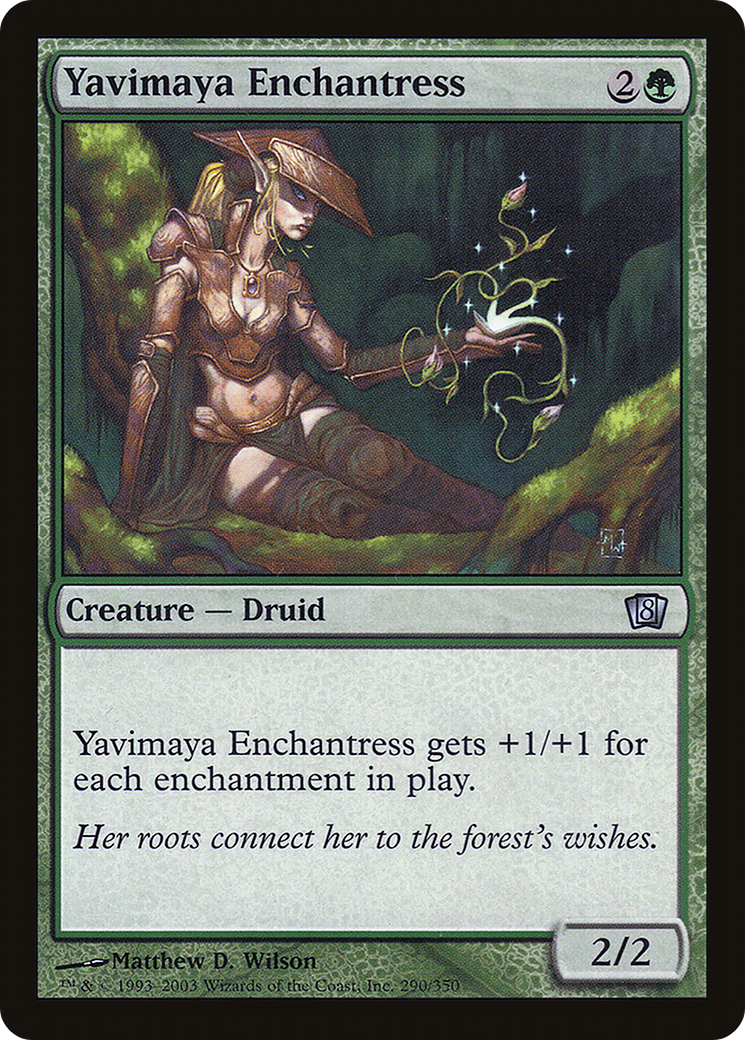 Yavimaya Enchantress 2
Creature — Druid 8
Yavimaya Enchantress gets +1/+1 for
each enchantment in play.
Her roots connect her to the forest's wishes.
2/2
Matthew D. Wilson
™ & © 1993–2003 Wizards of the Coast, Inc. 290/350